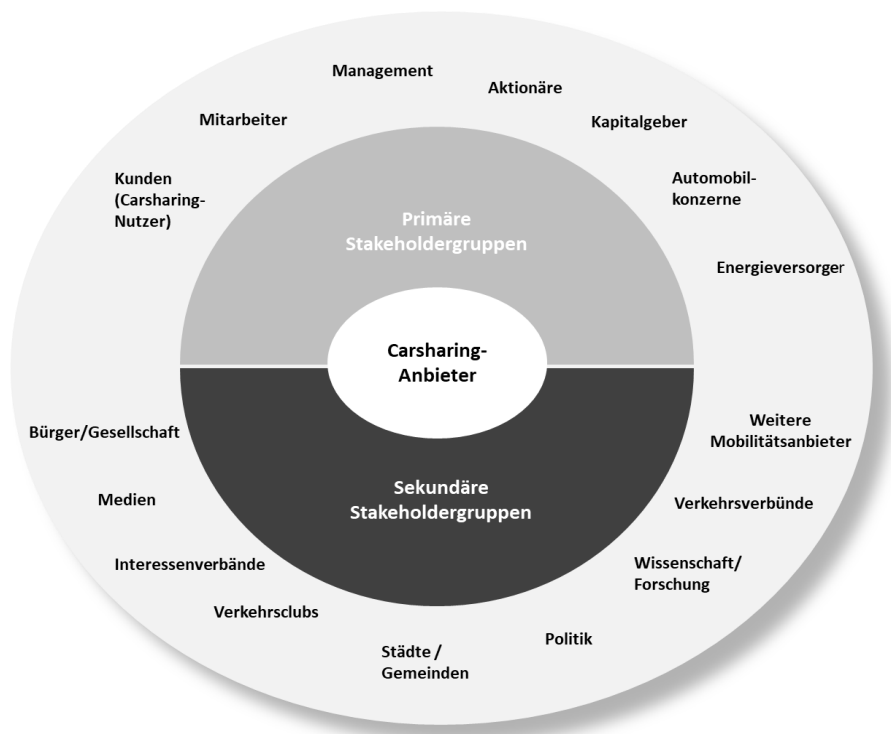 Management
Aktionäre
Mitarbeiter
Kapitalgeber
Kunden
(Carsharing-
Nutzer)
Automobil-
konzerne
Primäre
Stakeholdergruppen
Energieversorger
Carsharing-
Anbieter
Bürger/Gesellschaft
Weitere
Mobilitätsanbieter
Sekundäre
Stakeholdergruppen
Medien
Verkehrsverbünde
Interessenverbände
Wissenschaft/
Forschung
Verkehrsclubs
Politik
Städte /
Gemeinden